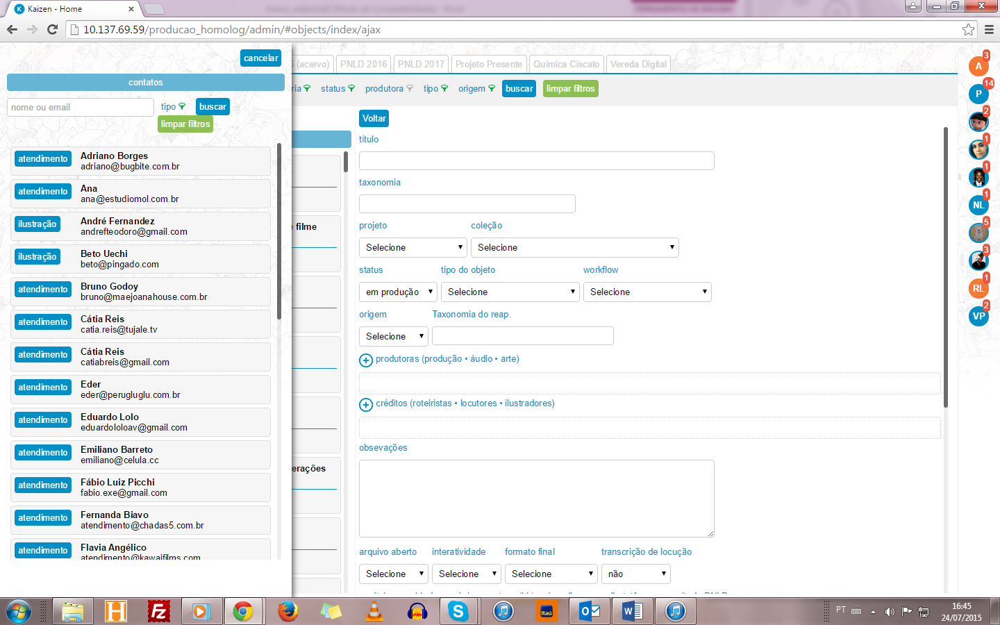 Kaizen - Home
10.137.69.59/producao_homolog/admin/#objects/index/ajax
cancelar
contatos
nome ou email
tipo
buscar
limpar filtros
atendimento
Adriano Borges
adriano@bugbite.com.br
atendimento
Ana
ana@estudiomol.com.br
ilustração
André Fernandez
andrefteodoro@gmail.com
ilustração
Beto Uechi
beto@pingado.com
atendimento
Bruno Godoy
bruno@maejoanahouse.com.br
atendimento
Cátia Reis
catia.reis@tujale.tv
atendimento
Cátia Reis
catiabreis@gmail.com
atendimento
Eder
eder@perugluglu.com.br
atendimento
Eduardo Lolo
eduardololoav@gmail.com
atendimento
Emiliano Barreto
emiliano@celula.cc
atendimento
Fábio Luiz Picchi
fabio.exe@gmail.com
atendimento
Fernanda Biavo
atendimento@chadas5.com.br
atendimento
Flavia Angélico
atendimento@kawaifilms.com
(acervo)
PNLD 2016
PNLD 2017
Projeto Presente
Química Ciscato
Vereda Digital
ria
status
produtora
tipo
origem
buscar
limpar filtros
e filme
erações
Voltar
título
taxonomia
projeto coleção
Selecione Selecione
status tipo do objeto workflow
em produção Selecione Selecione
origem Taxonomia do reap.
Selecione
produtoras (produção • áudio • arte)
créditos (roteiristas • locutores • ilustradores)
obsevações
arquivo aberto interatividade formato final transcrição de locução
Selecione Selecione Selecione não
A 3
P 14
2
1
1
NL 1
5
3
RL 1
VP 2
Itaú
PT
16:45
24/07/2015